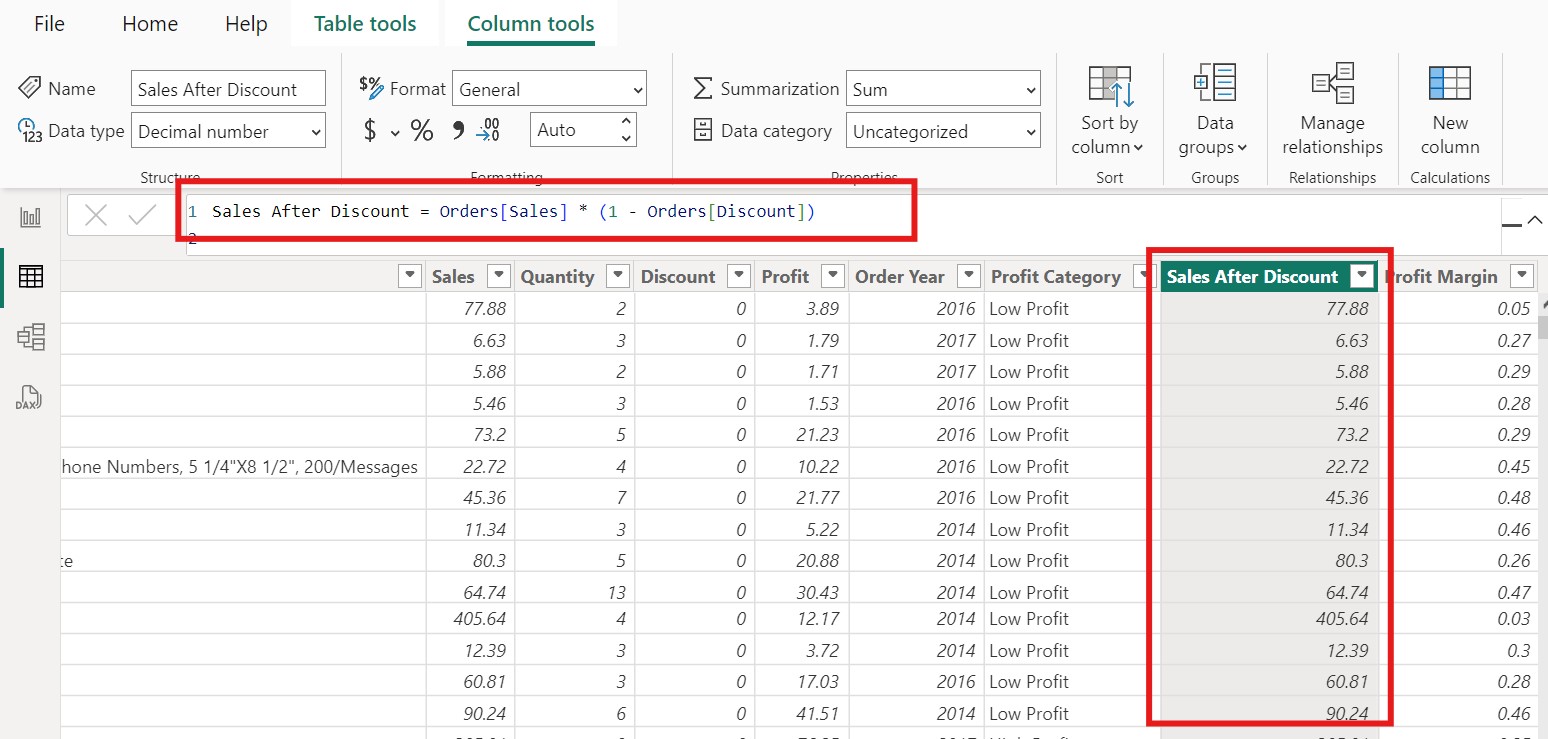 File Home Help Table tools Column tools
Name Sales After Discount $% Format General Summarization Sum
123 Data type Decimal number $ % , .00 →.0 Auto Data category Uncategorized
Sort by column Data groups Manage relationships New column
Structure Formatting Properties Sort Groups Relationships Calculations
1 Sales After Discount = Orders[Sales] * (1 - Orders[Discount])
2
Sales Quantity Discount Profit Order Year Profit Category Sales After Discount Profit Margin
77.88 2 0 3.89 2016 Low Profit 77.88 0.05
6.63 3 0 1.79 2017 Low Profit 6.63 0.27
5.88 2 0 1.71 2017 Low Profit 5.88 0.29
5.46 3 0 1.53 2016 Low Profit 5.46 0.28
73.2 5 0 21.23 2016 Low Profit 73.2 0.29
hone Numbers, 5 1/4"X8 1/2", 200/Messages 22.72 4 0 10.22 2016 Low Profit 22.72 0.45
45.36 7 0 21.77 2016 Low Profit 45.36 0.48
11.34 3 0 5.22 2014 Low Profit 11.34 0.46
te 80.3 5 0 20.88 2014 Low Profit 80.3 0.26
64.74 13 0 30.43 2014 Low Profit 64.74 0.47
405.64 4 0 12.17 2014 Low Profit 405.64 0.03
12.39 3 0 3.72 2014 Low Profit 12.39 0.3
60.81 3 0 17.03 2016 Low Profit 60.81 0.28
90.24 6 0 41.51 2014 Low Profit 90.24 0.46
DAX